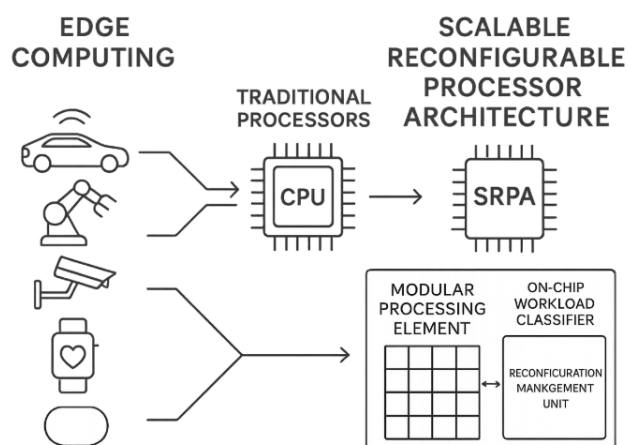 EDGE
COMPUTING
SCALABLE
RECONFIGURABLE
PROCESSOR
ARCHITECTURE
TRADITIONAL
PROCESSORS
CPU
SRPA
MODULAR
PROCESSING
ELEMENT
ON-CHIP
WORKLOAD
CLASSIFIER
RECONFICURATION
MANKGEMENT
UNIT